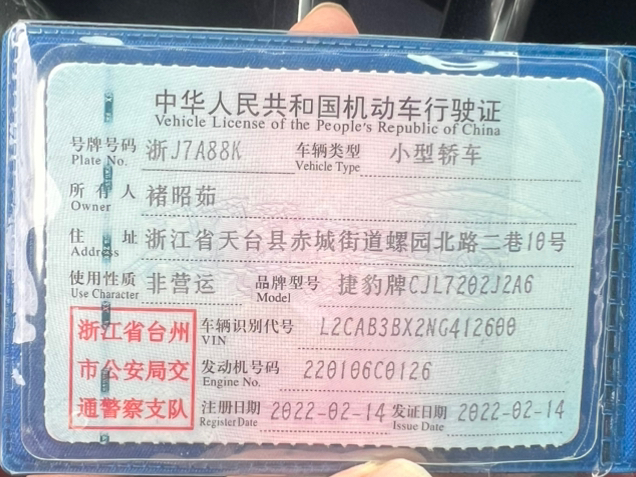 中华人民共和国机动车行驶证
Vehicle License of the People's Republic of China
号牌号码 浙J7A88K 车辆类型 小型轿车
Plate No. Vehicle Type
所有人 褚昭茹
Owner
住址 浙江省天台县赤城街道螺园北路二巷10号
Address
使用性质 非营运 品牌型号 捷豹牌CJL7202J2A6
Use Character Model
浙江省台州
市公安局交
通警察支队
车辆识别代号 L2CAB3BX2NG412600
VIN
发动机号码 220106C0126
Engine No.
注册日期 2022-02-14 发证日期 2022-02-14
Register Date Issue Date